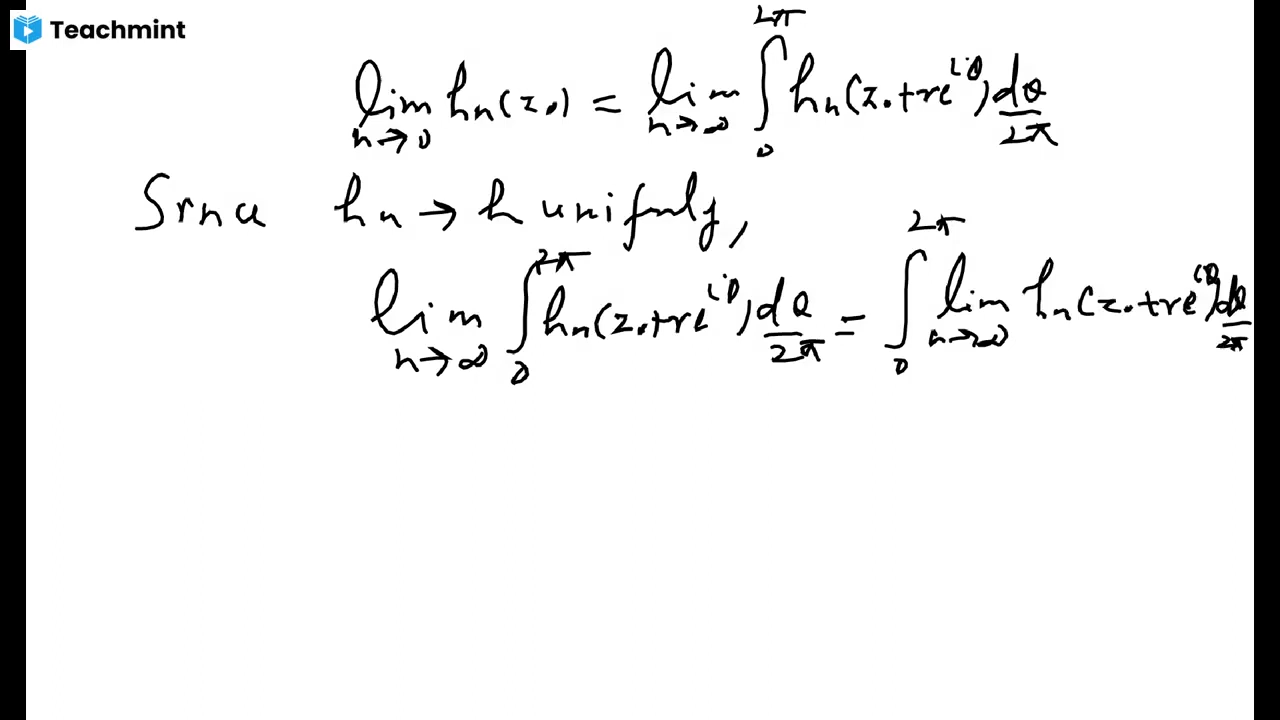 Teachmint
lim_{n→0} h_n(z_0) = lim_{n→∞} ∫_0^{2π} h_n(z_0+re^{iθ}) dθ/2π
Since h_n → h uniformly,
lim_{n→∞} ∫_0^{2π} h_n(z_0+re^{iθ}) dθ/2π = ∫_0^{2π} lim_{n→∞} h_n(z_0+re^{iθ}) dθ/2π